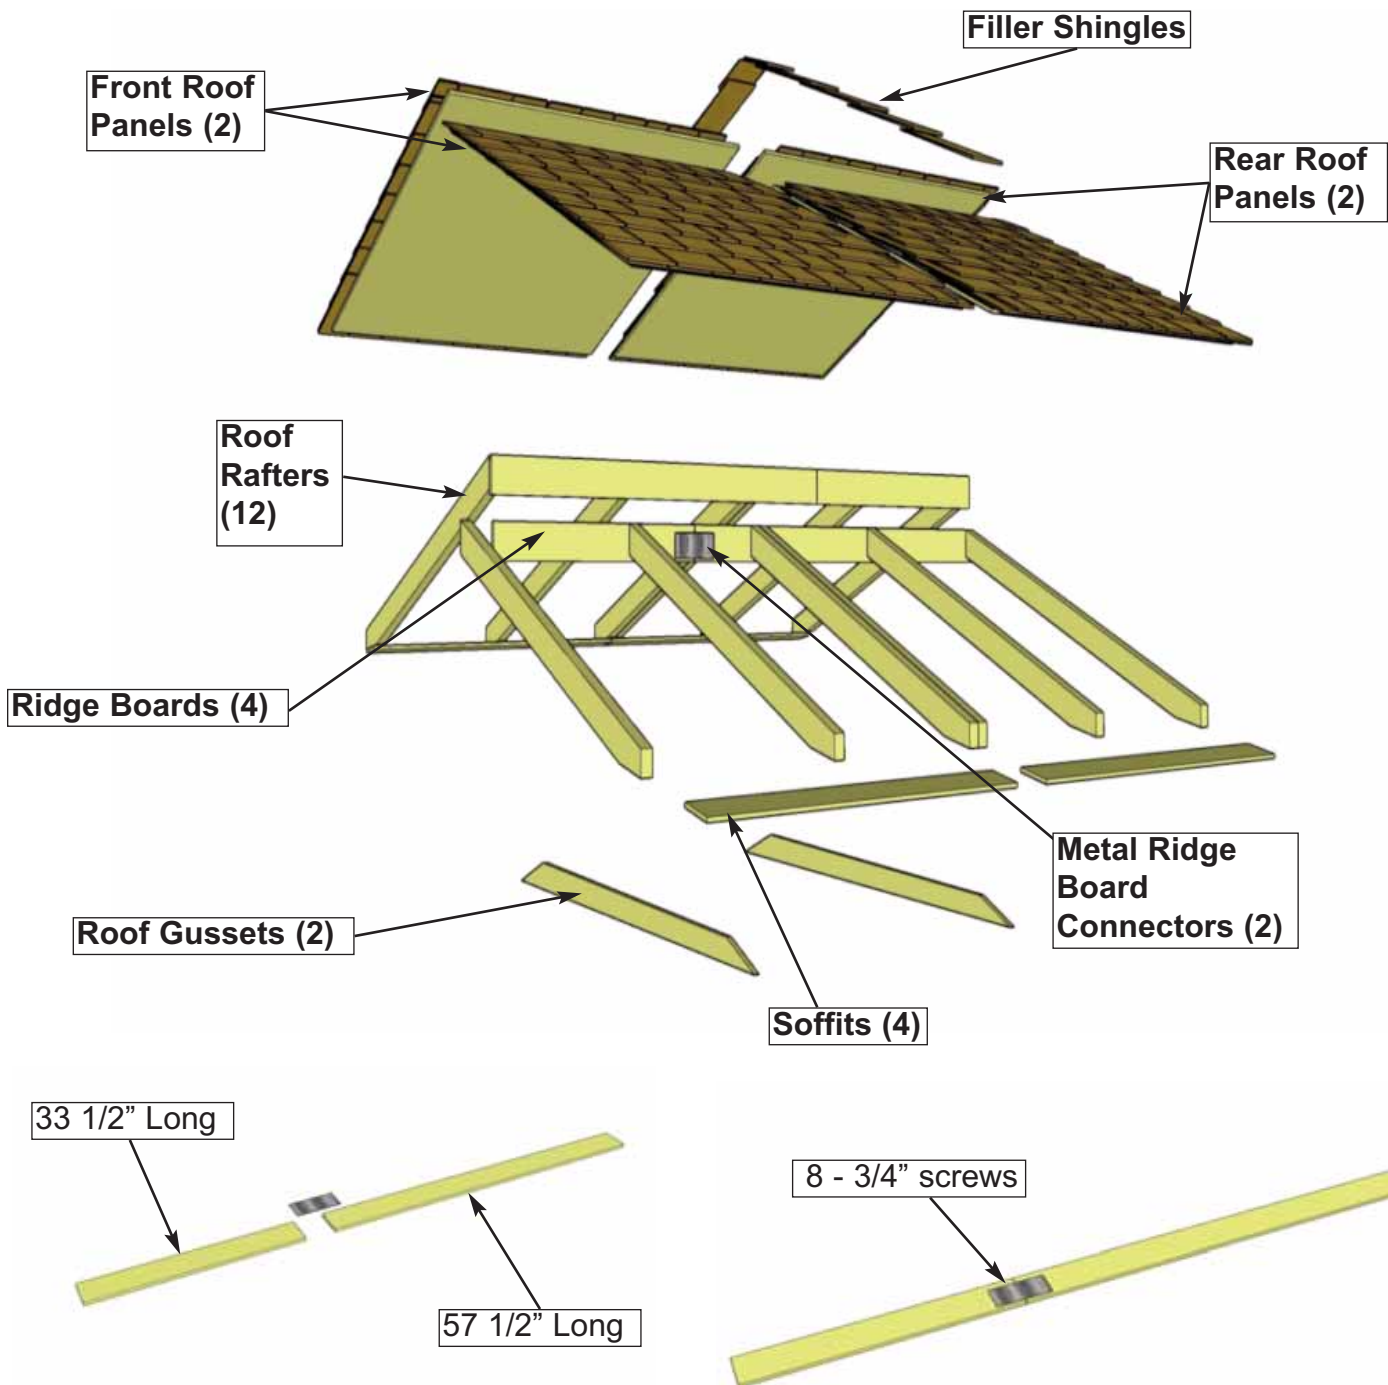 Filler Shingles
Front Roof
Panels (2)
Rear Roof
Panels (2)
Roof
Rafters
(12)
Ridge Boards (4)
Metal Ridge
Board
Connectors (2)
Roof Gussets (2)
Soffits (4)
33 1/2” Long
8 - 3/4” screws
57 1/2” Long